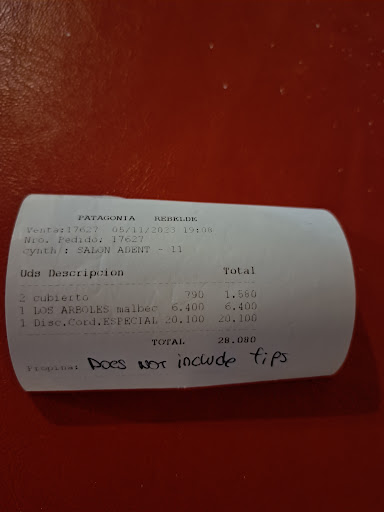 PATAGONIA REBELDE
Venta:17627 05/11/2023 19:08
Nro. Pedido: 17627
cynth : SALON ADENT - 11
Uds Descripcion Total
2 cubierto 790 1.580
1 LOS ARBOLES malbec 6.400 6.400
1 Disc.Cord.ESPECIAL 20.100 20.100
TOTAL 28.080
Propina: Does NOT include tips